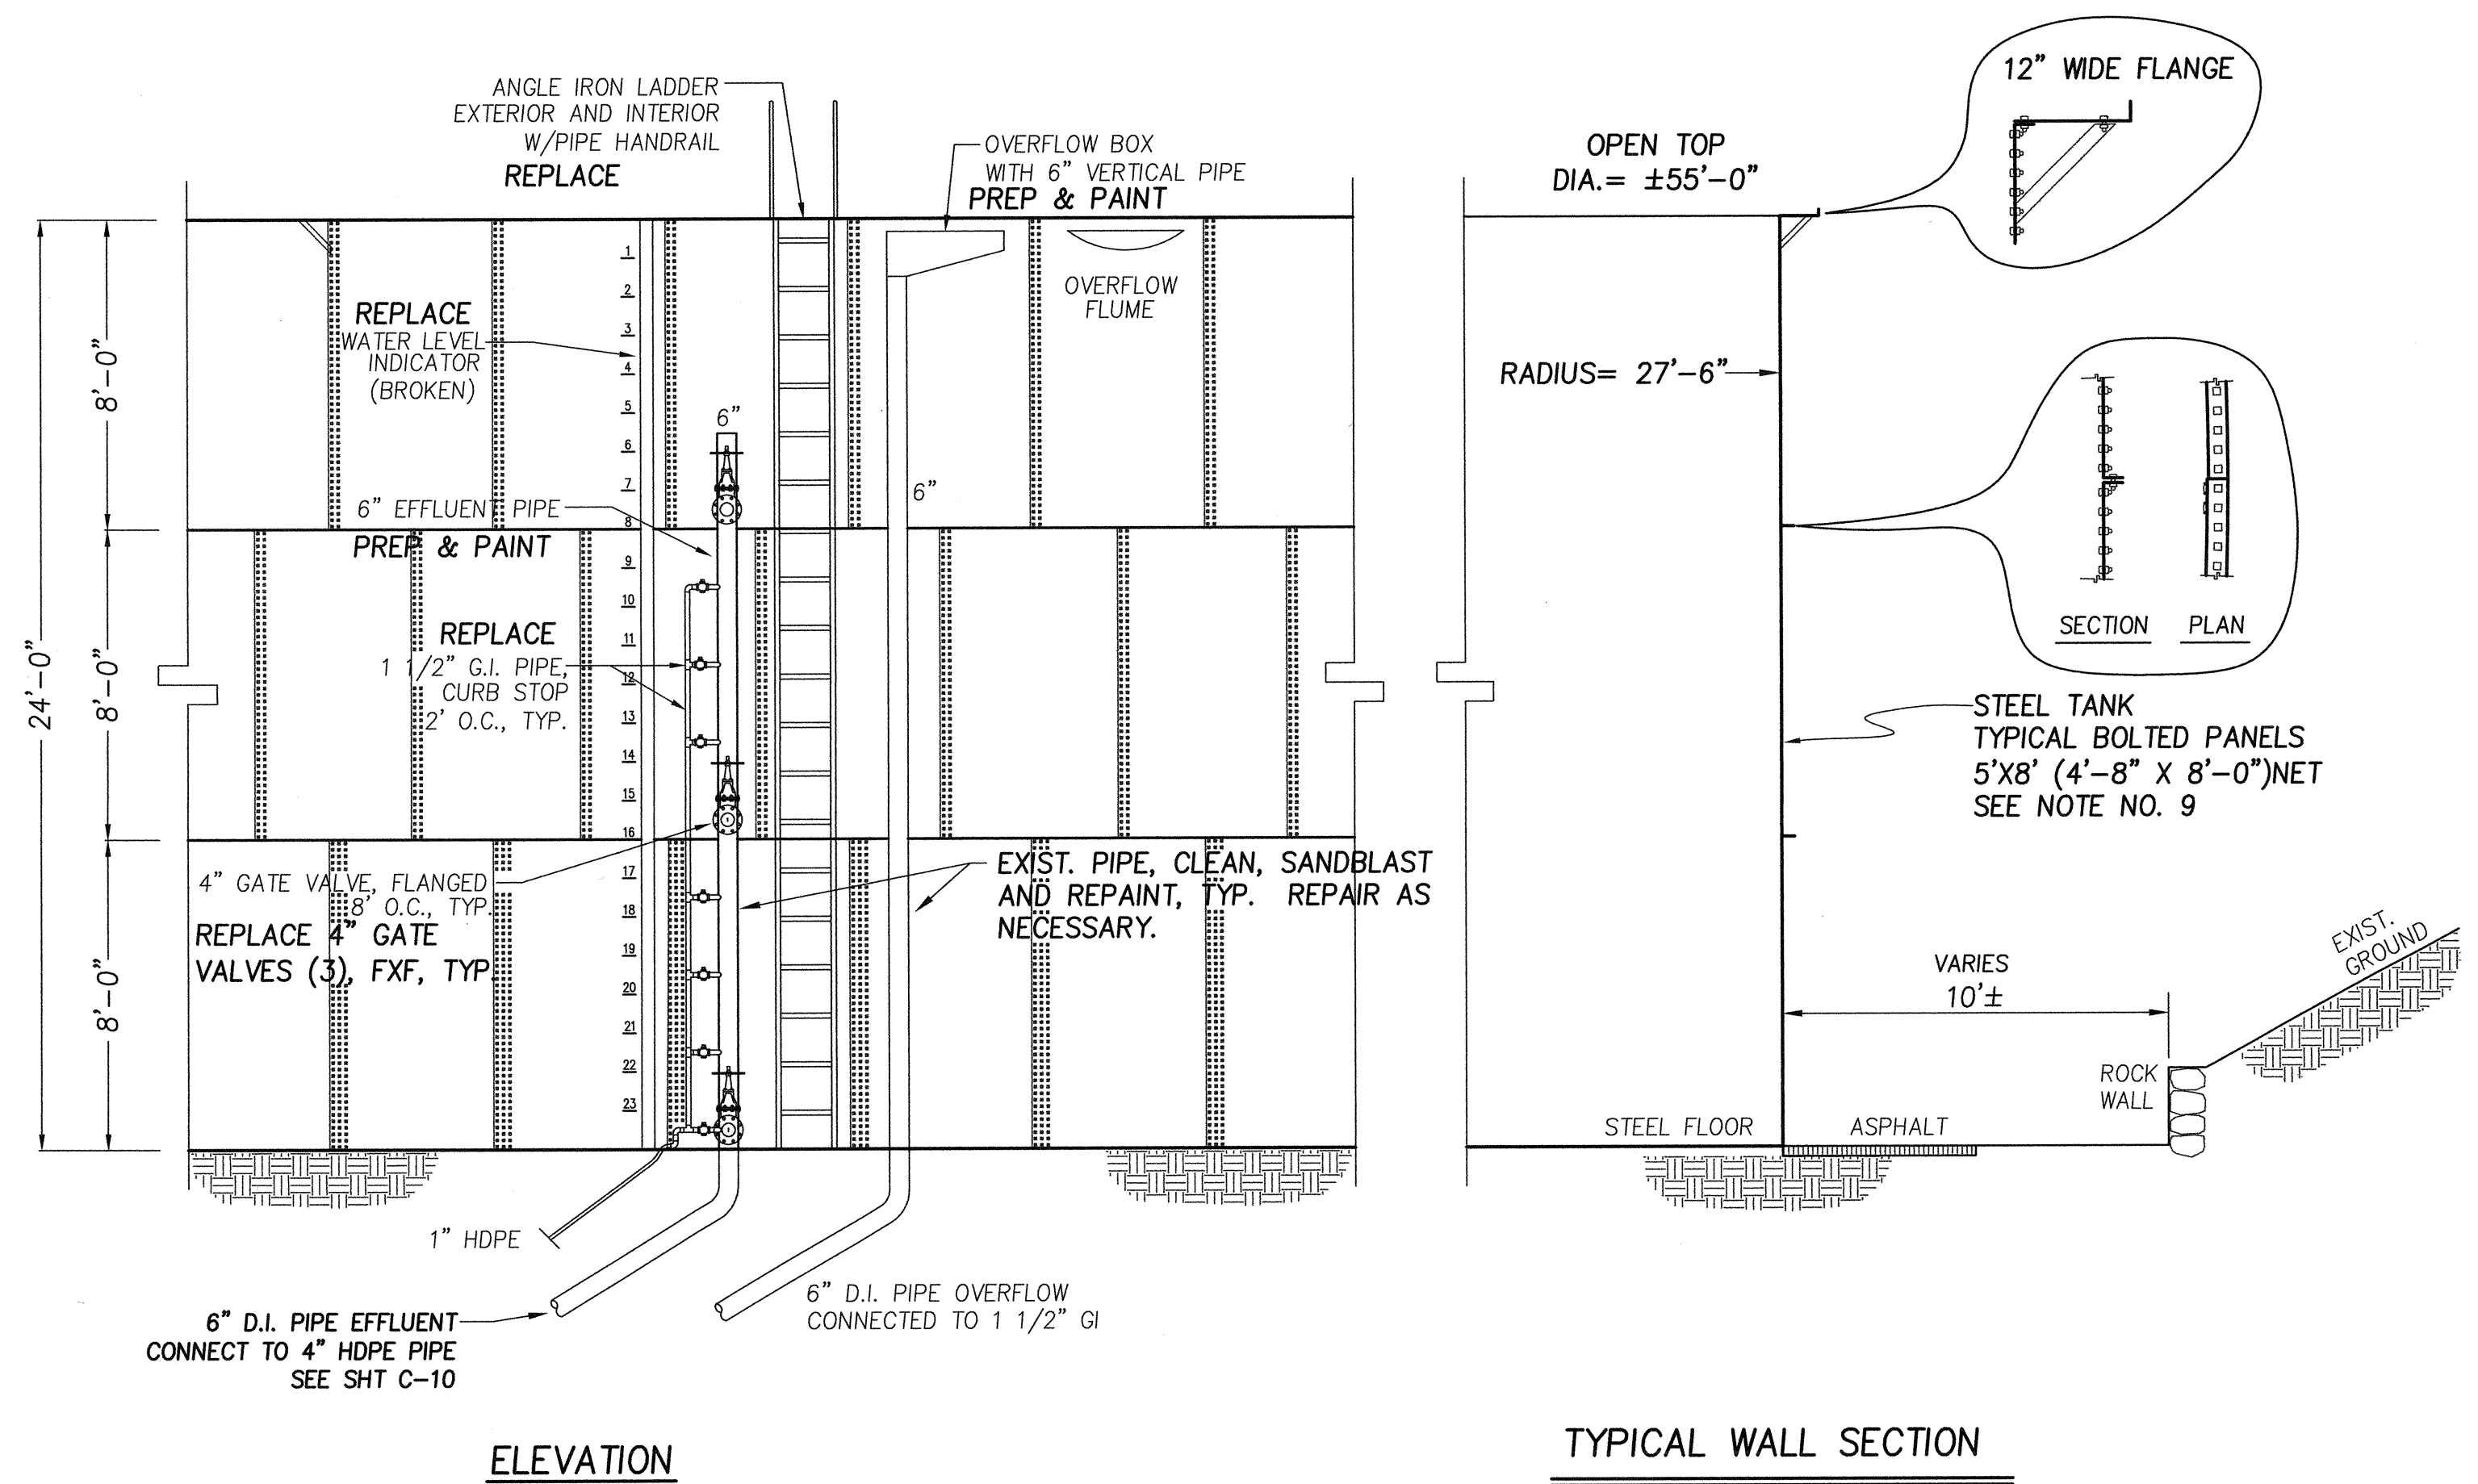 ANGLE IRON LADDER
EXTERIOR AND INTERIOR
W/PIPE HANDRAIL
REPLACE
OVERFLOW BOX
WITH 6" VERTICAL PIPE
PREP & PAINT
OVERFLOW
FLUME
REPLACE
WATER LEVEL
INDICATOR
(BROKEN)
24'-0"
8'-0"
8'-0"
8'-0"
1
2
3
4
5
6
7
8
9
10
11
12
13
14
15
16
17
18
19
20
21
22
23
6"
6"
6" EFFLUENT PIPE
PREP & PAINT
REPLACE
1 1/2" G.I. PIPE,
CURB STOP
2' O.C., TYP.
4" GATE VALVE, FLANGED
8' O.C., TYP.
REPLACE 4" GATE
VALVES (3), FXF, TYP.
EXIST. PIPE, CLEAN, SANDBLAST
AND REPAINT, TYP. REPAIR AS
NECESSARY.
1" HDPE
6" D.I. PIPE EFFLUENT
CONNECT TO 4" HDPE PIPE
SEE SHT C-10
6" D.I. PIPE OVERFLOW
CONNECTED TO 1 1/2" GI
ELEVATION
OPEN TOP
DIA.= ±55'-0"
12" WIDE FLANGE
RADIUS= 27'-6"
SECTION
PLAN
STEEL TANK
TYPICAL BOLTED PANELS
5'X8' (4'-8" X 8'-0")NET
SEE NOTE NO. 9
VARIES
10'±
EXIST.
GROUND
ROCK
WALL
STEEL FLOOR
ASPHALT
TYPICAL WALL SECTION